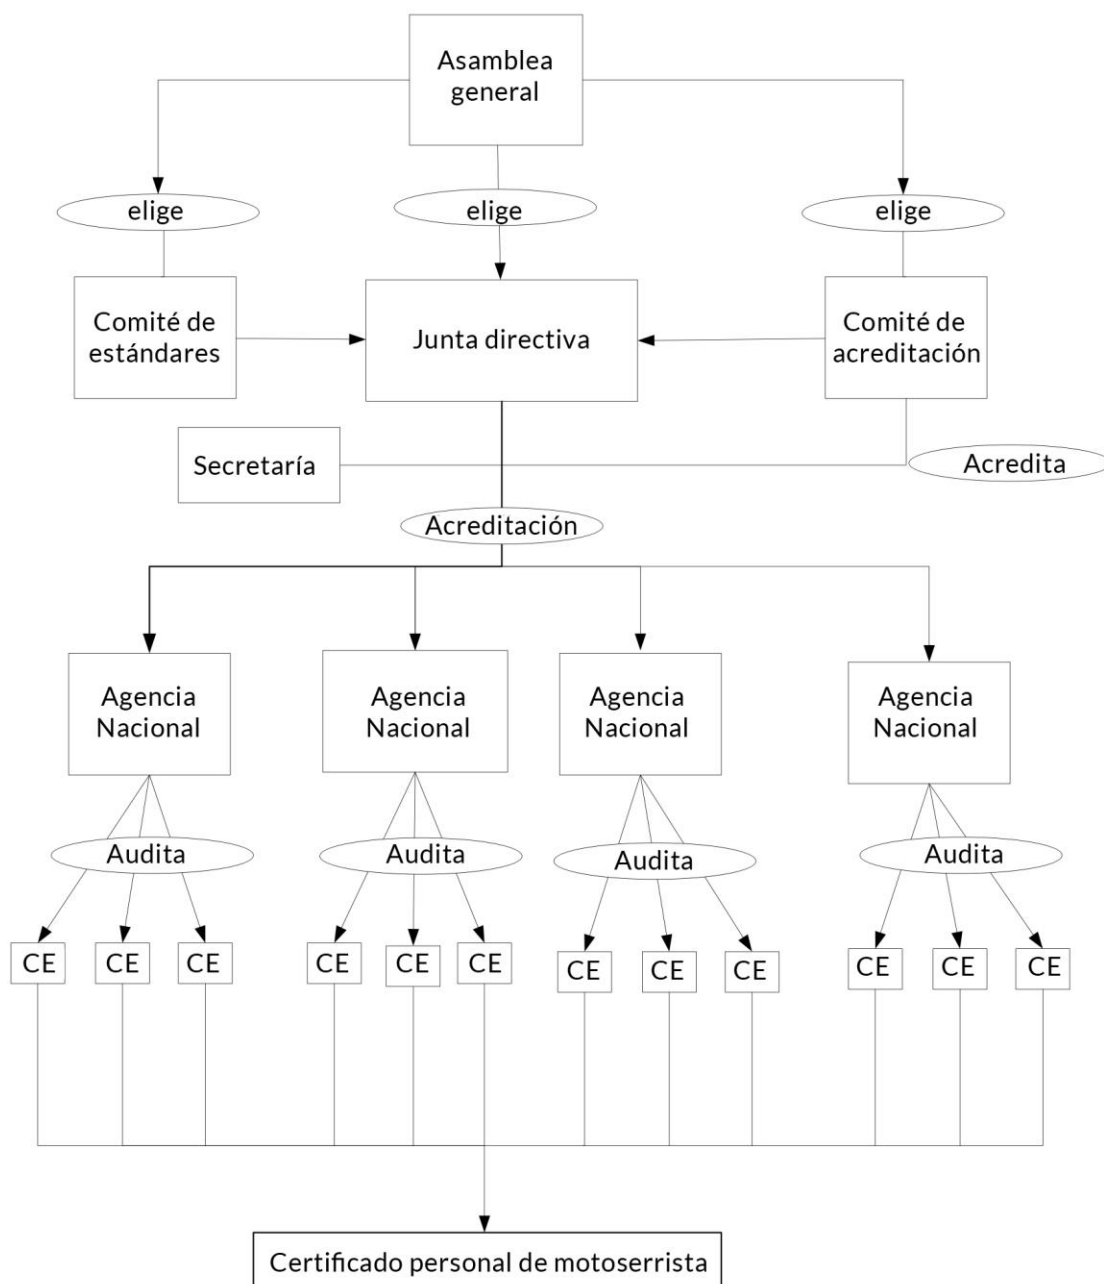 Asamblea
general
elige
elige
elige
Comité de
estándares
Junta directiva
Comité de
acreditación
Secretaría
Acredita
Acreditación
Agencia
Nacional
Agencia
Nacional
Agencia
Nacional
Agencia
Nacional
Audita
Audita
Audita
Audita
CE
CE
CE
CE
CE
CE
CE
CE
CE
CE
CE
CE
Certificado personal de motoserrista